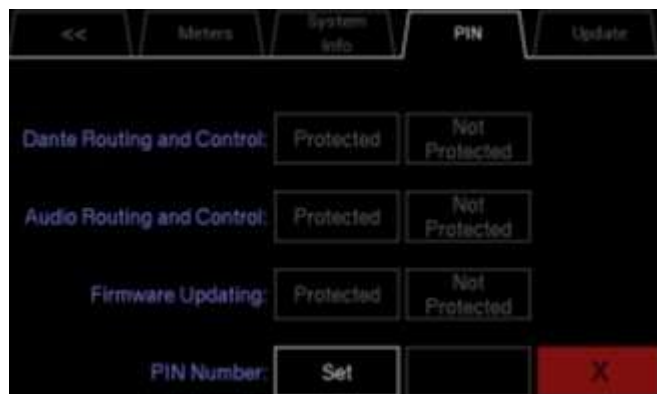 << Meters System Info PIN Update
Dante Routing and Control: Protected Not Protected
Audio Routing and Control: Protected Not Protected
Firmware Updating: Protected Not Protected
PIN Number: Set X